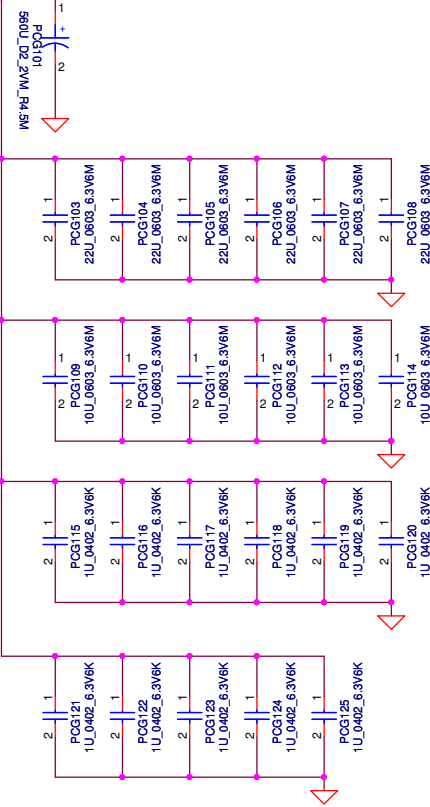 1
+
2
PCG101
560U_D2_2VM_R4.5M
1
2
PCG103
22U_0603_6.3V6M
1
2
PCG104
22U_0603_6.3V6M
1
2
PCG105
22U_0603_6.3V6M
1
2
PCG106
22U_0603_6.3V6M
1
2
PCG107
22U_0603_6.3V6M
1
2
PCG108
22U_0603_6.3V6M
1
2
PCG109
10U_0603_6.3V6M
1
2
PCG110
10U_0603_6.3V6M
1
2
PCG111
10U_0603_6.3V6M
1
2
PCG112
10U_0603_6.3V6M
1
2
PCG113
10U_0603_6.3V6M
1
2
PCG114
10U_0603_6.3V6M
1
2
PCG115
1U_0402_6.3V6K
1
2
PCG116
1U_0402_6.3V6K
1
2
PCG117
1U_0402_6.3V6K
1
2
PCG118
1U_0402_6.3V6K
1
2
PCG119
1U_0402_6.3V6K
1
2
PCG120
1U_0402_6.3V6K
1
2
PCG121
1U_0402_6.3V6K
1
2
PCG122
1U_0402_6.3V6K
1
2
PCG123
1U_0402_6.3V6K
1
2
PCG124
1U_0402_6.3V6K
1
2
PCG125
1U_0402_6.3V6K